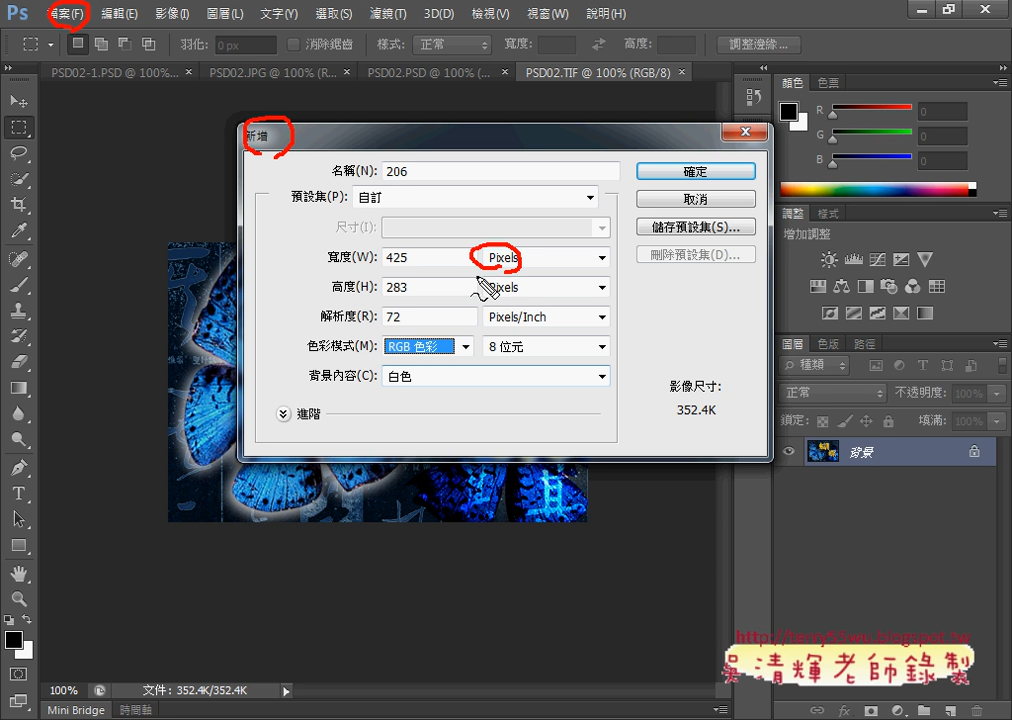 Ps 檔案(F) 編輯(E) 影像(I) 圖層(L) 文字(Y) 選取(S) 濾鏡(T) 3D(D) 檢視(V) 視窗(W) 說明(H)
羽化: 0 px 消除鋸齒 樣式: 正常 寬度: 高度: 調整邊緣...
PSD02-1.PSD @ 100%... × PSD02.JPG @ 100% (R... × PSD02.PSD @ 100% (... × PSD02.TIF @ 100% (RGB/8) ×
顏色 色票
R 0
G 0
B 0
新增
名稱(N): 206 確定
預設集(P): 自訂 取消
尺寸(I): 儲存預設集(S)...
寬度(W): 425 Pixels 刪除預設集(D)...
高度(H): 283 Pixels
解析度(R): 72 Pixels/Inch
色彩模式(M): RGB 色彩 8 位元
背景內容(C): 白色
影像尺寸:
352.4K
進階
調整 樣式
增加調整
圖層 色版 路徑
種類
正常 不透明度: 100%
鎖定: 填滿: 100%
背景
http://terry55wu.blogspot.tw
吳清輝老師錄製
100% 文件: 352.4K/352.4K
Mini Bridge 時間軸